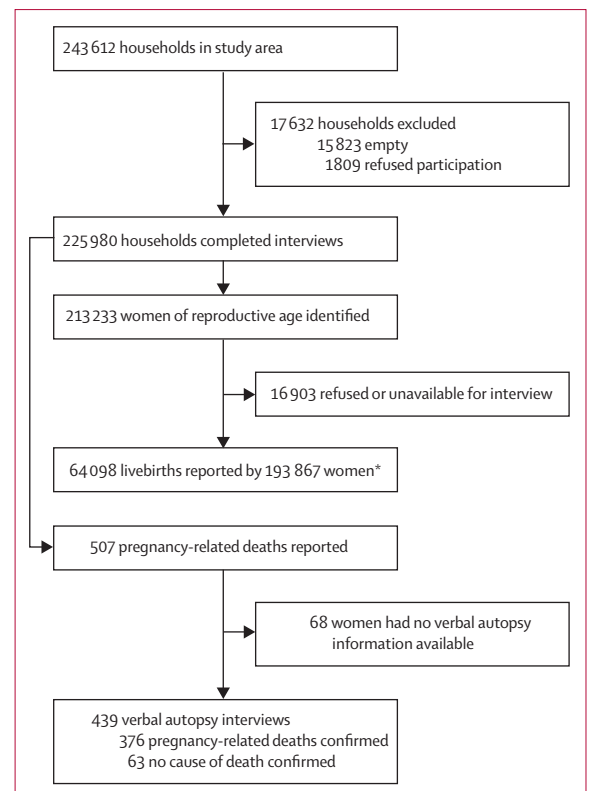 243 612 households in study area
17 632 households excluded
15 823 empty
1809 refused participation
225 980 households completed interviews
213 233 women of reproductive age identified
16 903 refused or unavailable for interview
64 098 livebirths reported by 193 867 women*
507 pregnancy-related deaths reported
68 women had no verbal autopsy
information available
439 verbal autopsy interviews
376 pregnancy-related deaths confirmed
63 no cause of death confirmed